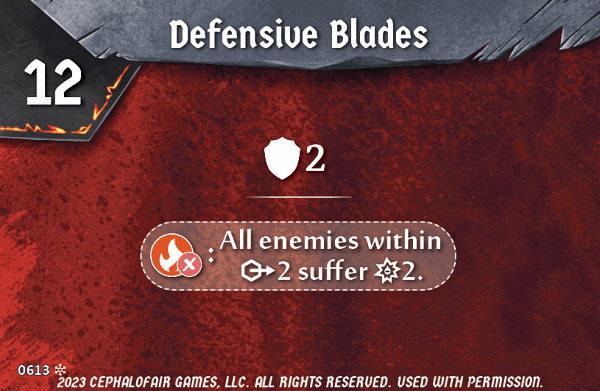 Defensive Blades
12
2
: All enemies within
2 suffer 2.
0613
2023 CEPHALOFAIR GAMES, LLC. ALL RIGHTS RESERVED. USED WITH PERMISSION.